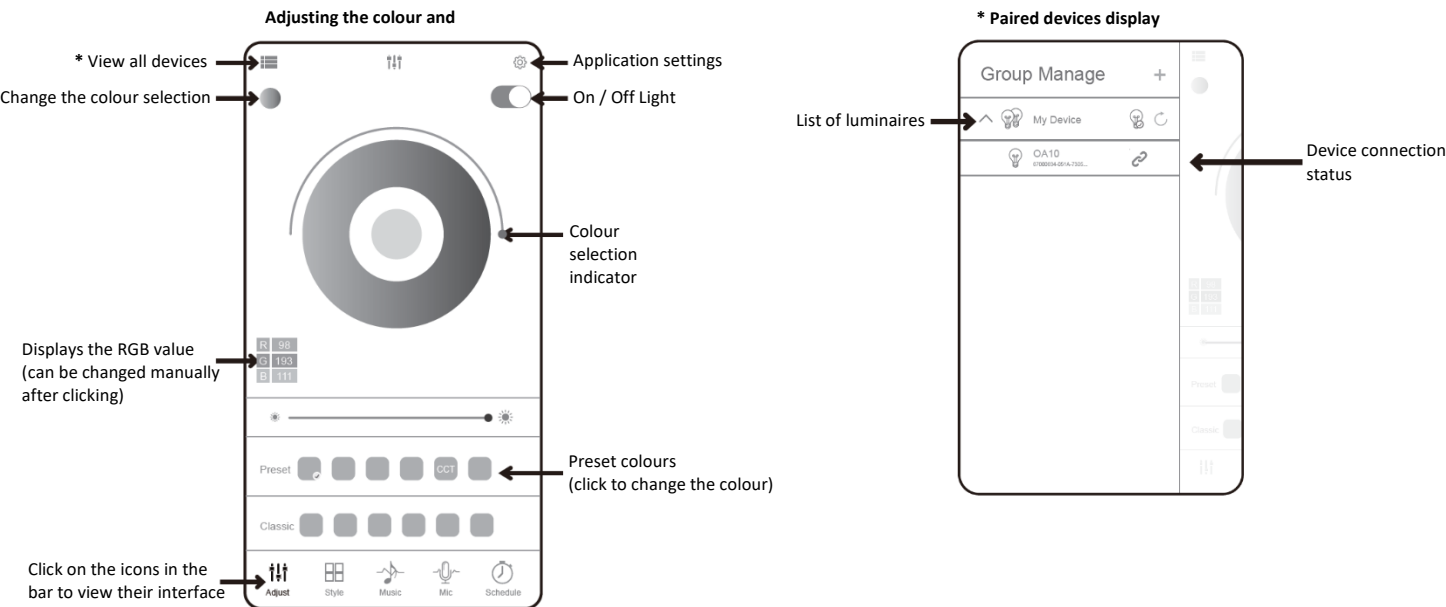 Adjusting the colour and
* View all devices
Application settings
Change the colour selection
On / Off Light
Colour
selection
indicator
Displays the RGB value
(can be changed manually
after clicking)
R 98
G 193
B 111
Preset
CCT
Preset colours
(click to change the colour)
Classic
Click on the icons in the
bar to view their interface
Adjust
Style
Music
Mic
Schedule
* Paired devices display
Group Manage +
List of luminaires
My Device
OA10
Device connection
status
Preset
Classic